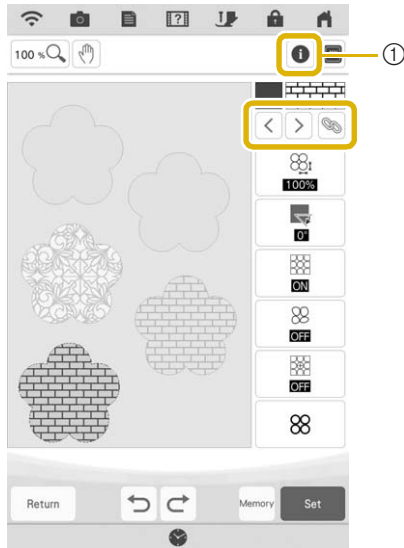 100 %
①
100%
0°
ON
OFF
OFF
Return
Memory
Set